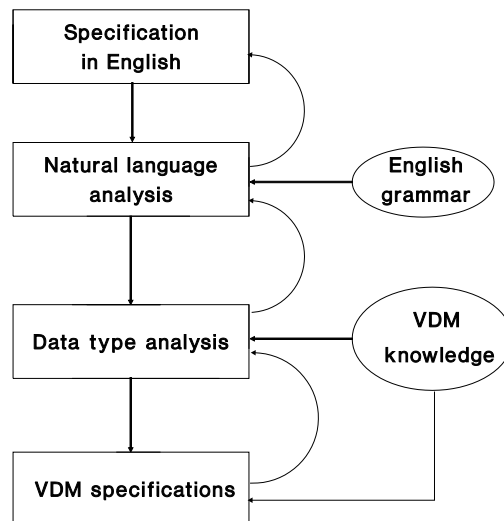 Specification
in English
Natural language
analysis
English
grammar
Data type analysis
VDM
knowledge
VDM specifications